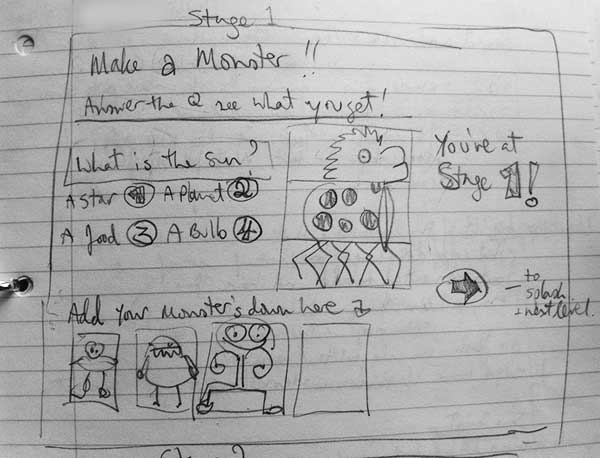 Stage 1
Make a Monster!!
Answer the Q see what you get!
What is the Sun?
A Star 1 A Planet 2
A food 3 A Bulb 4
You're at
Stage 1!
Add your Monster's down here
to
splash
next level.